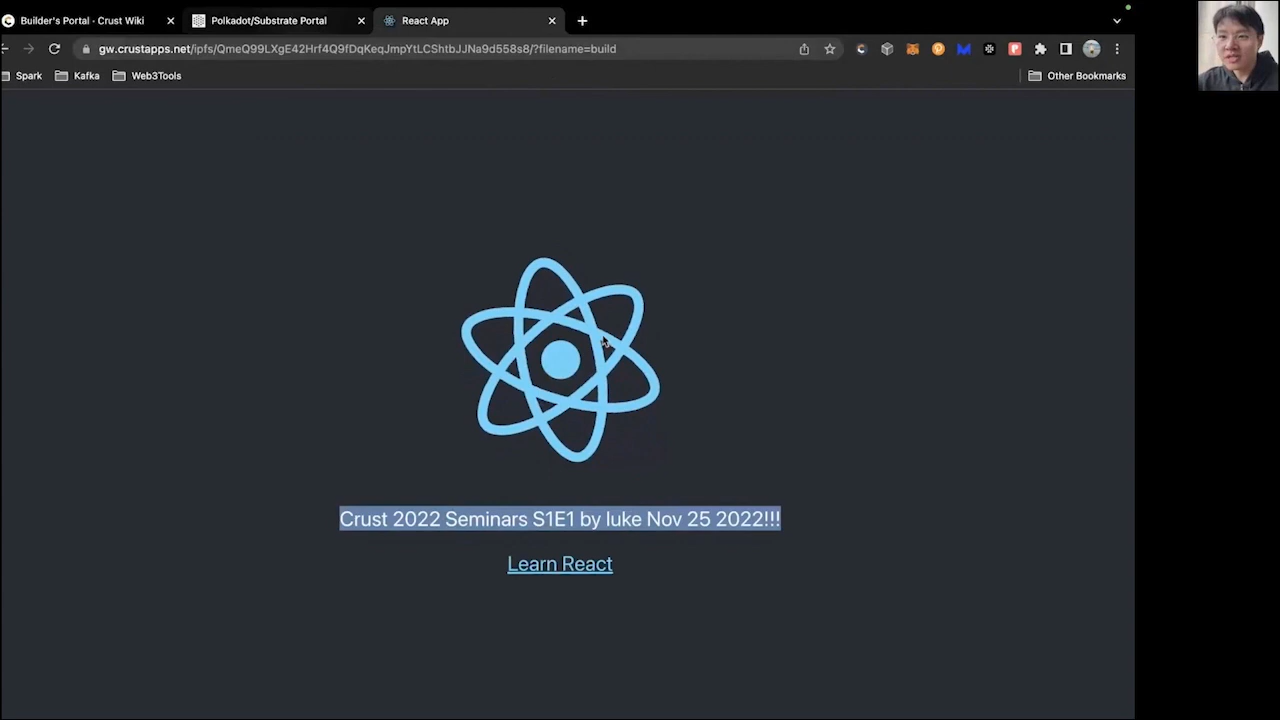 Builder's Portal - Crust Wiki
Polkadot/Substrate Portal
React App
gw.crustapps.net/ipfs/QmeQ99LXgE42Hrf4Q9fDqKeqJmpYtLCShtbJJNa9d558s8/?filename=build
Spark
Kafka
Web3Tools
Other Bookmarks
Crust 2022 Seminars S1E1 by luke Nov 25 2022!!!
Learn React